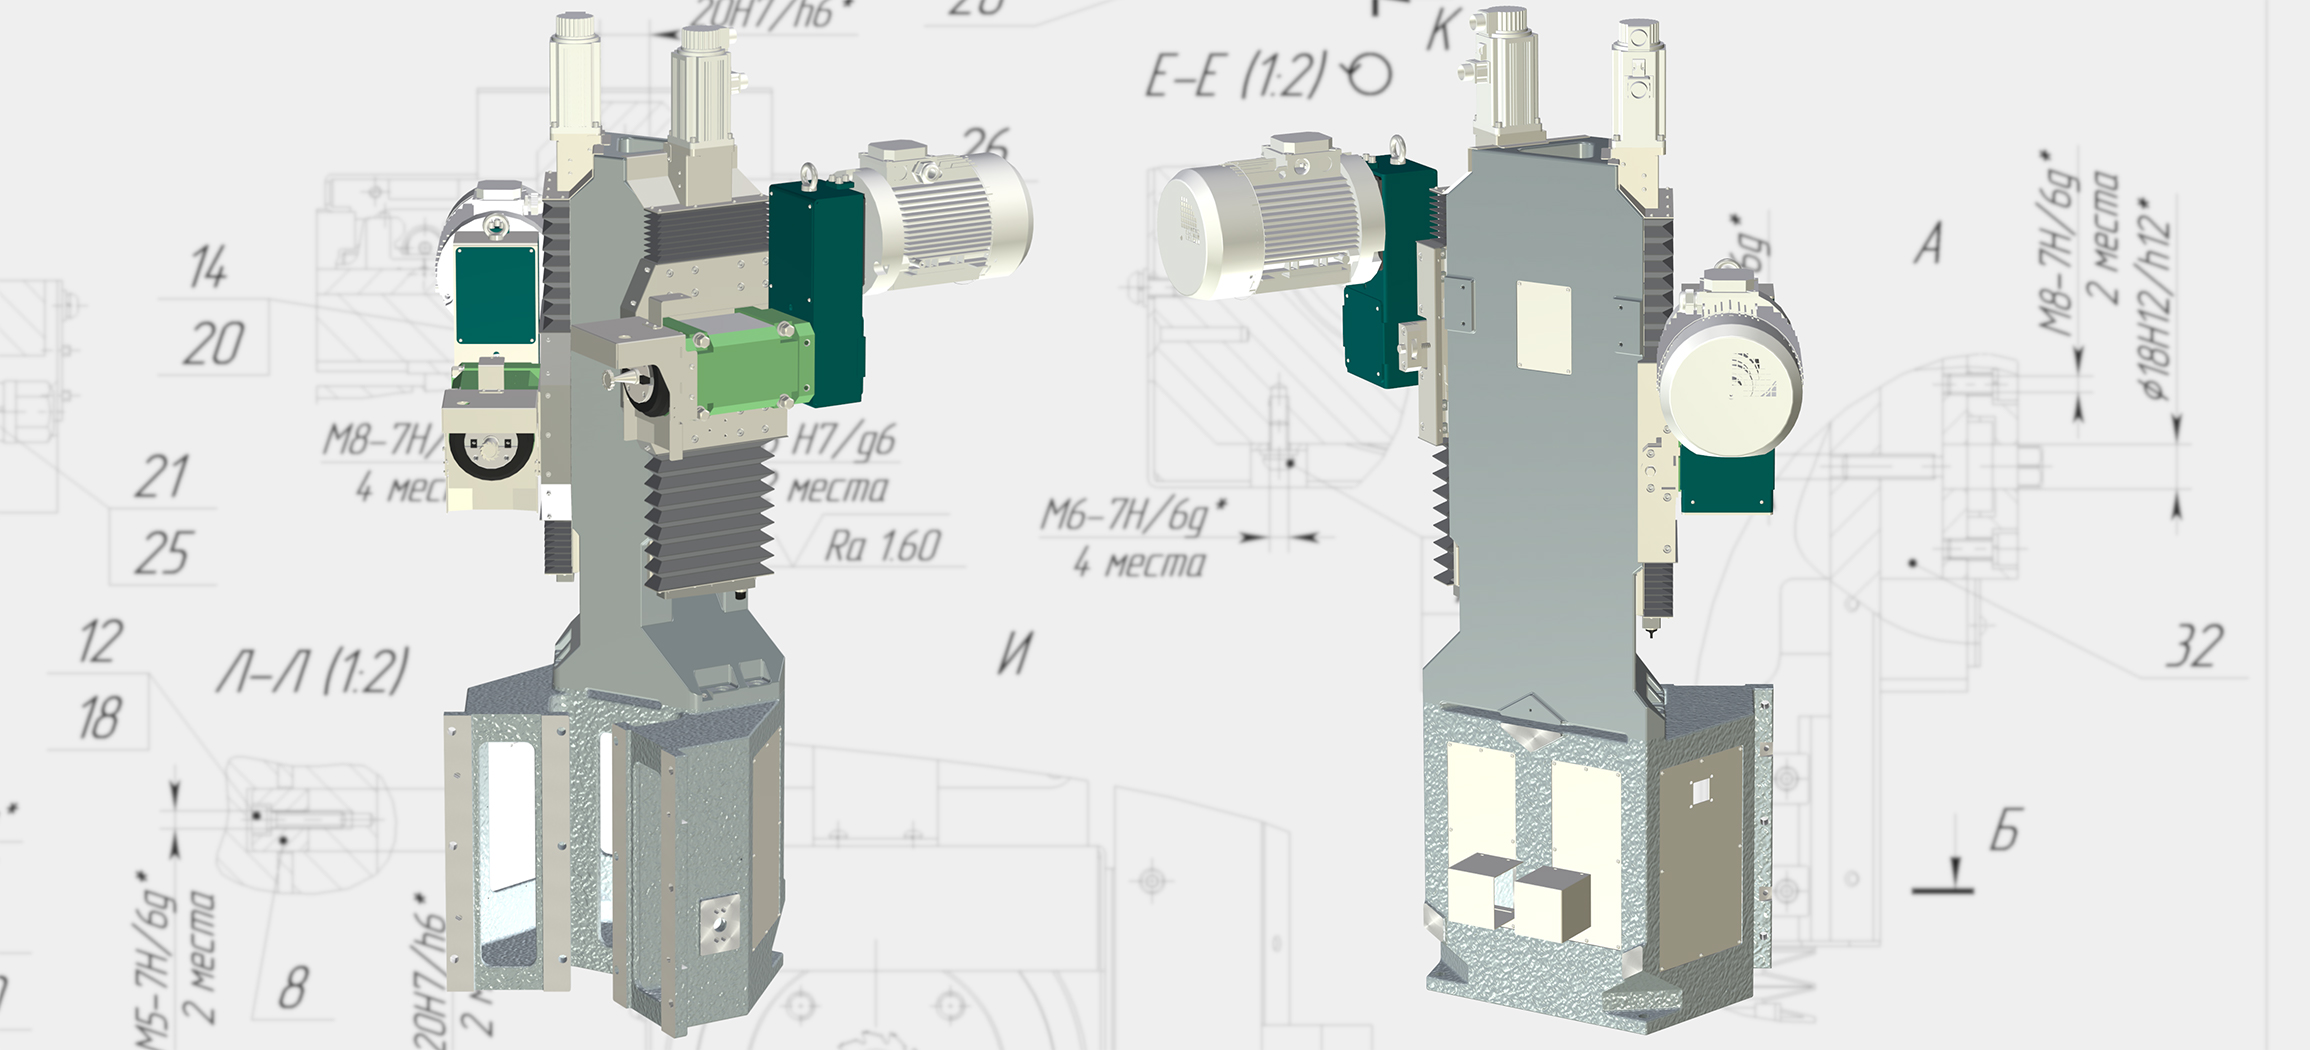 20H7/h6*
26
14
20
21
25
M8-7H/
4 мес
H7/g6
места
Ra 1.60
12
18
Л-Л (1:2)
8
M5-7H/6g*
2 места
20H7/h6*
2 м
И
E-E (1:2)
К
M6-7H/6g*
4 места
6g*
А
M8-7H/6g*
2 места
ϕ18H12/h12*
32
Б